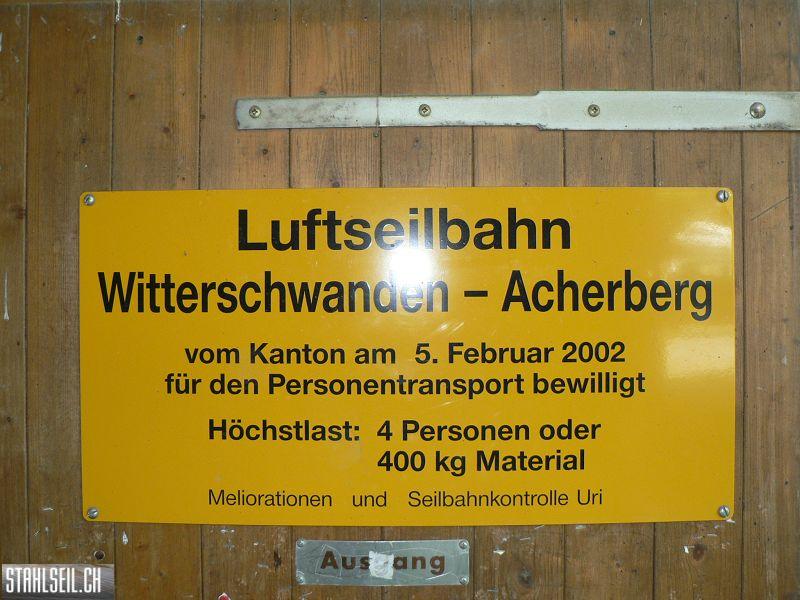 Luftseilbahn
Witterschwanden – Acherberg
vom Kanton am 5. Februar 2002
für den Personentransport bewilligt
Höchstlast: 4 Personen oder
400 kg Material
Meliorationen und Seilbahnkontrolle Uri
Ausgang
STAHLSEIL.CH